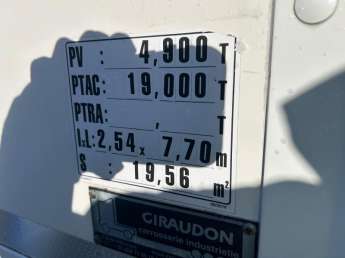 PV : 4,900 T
PTAC : 19,000 T
PTRA : , T
L.L: 2,54 x 7,70 m
S : 19,56 m²
GIRAUDON
carrosserie industrielle